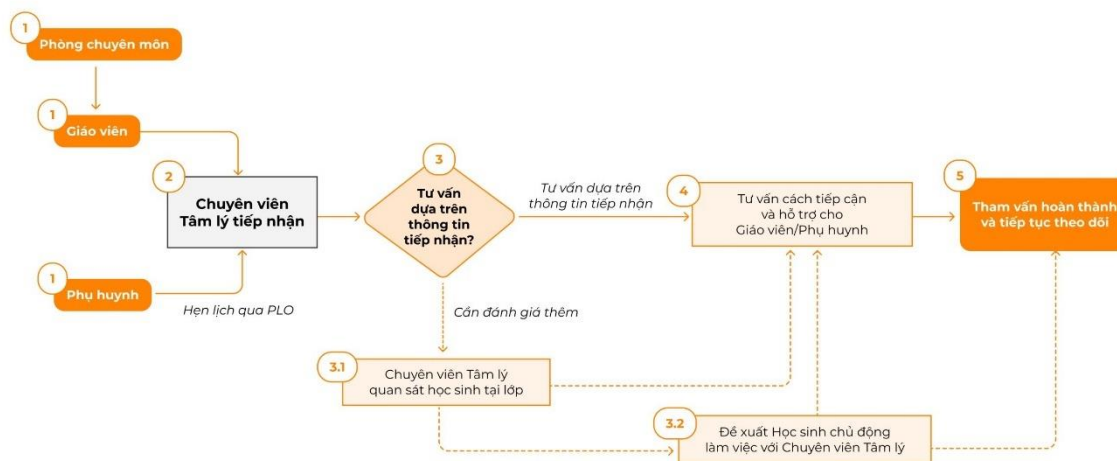 1
Phòng chuyên môn
1
Giáo viên
2
Chuyên viên
Tâm lý tiếp nhận
1
Phụ huynh
Hẹn lịch qua PLO
3
Tư vấn
dựa trên
thông tin
tiếp nhận?
Tư vấn dựa trên
thông tin tiếp nhận
Cần đánh giá thêm
3.1
Chuyên viên Tâm lý
quan sát học sinh tại lớp
3.2
Đề xuất Học sinh chủ động
làm việc với Chuyên viên Tâm lý
4
Tư vấn cách tiếp cận
và hỗ trợ cho
Giáo viên/Phụ huynh
5
Tham vấn hoàn thành
và tiếp tục theo dõi